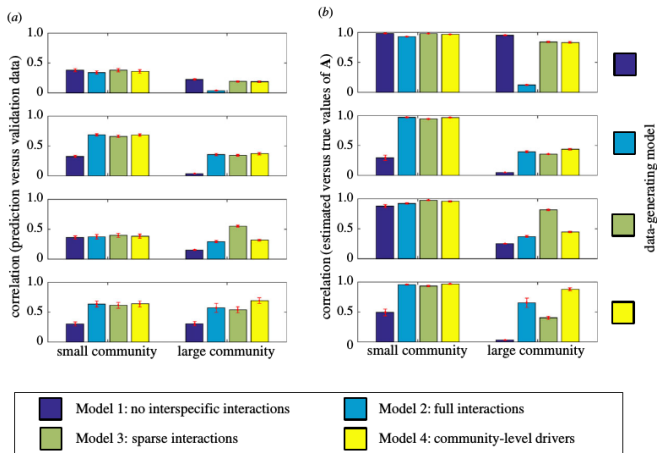 (a)
(b)
correlation (prediction versus validation data)
1.0
0.5
0
1.0
0.5
0
1.0
0.5
0
1.0
0.5
0
small community
large community
correlation (estimated versus true values of A)
1.0
0.5
0
1.0
0.5
0
1.0
0.5
0
1.0
0.5
0
small community
large community
data-generating model
Model 1: no interspecific interactions
Model 2: full interactions
Model 3: sparse interactions
Model 4: community-level drivers